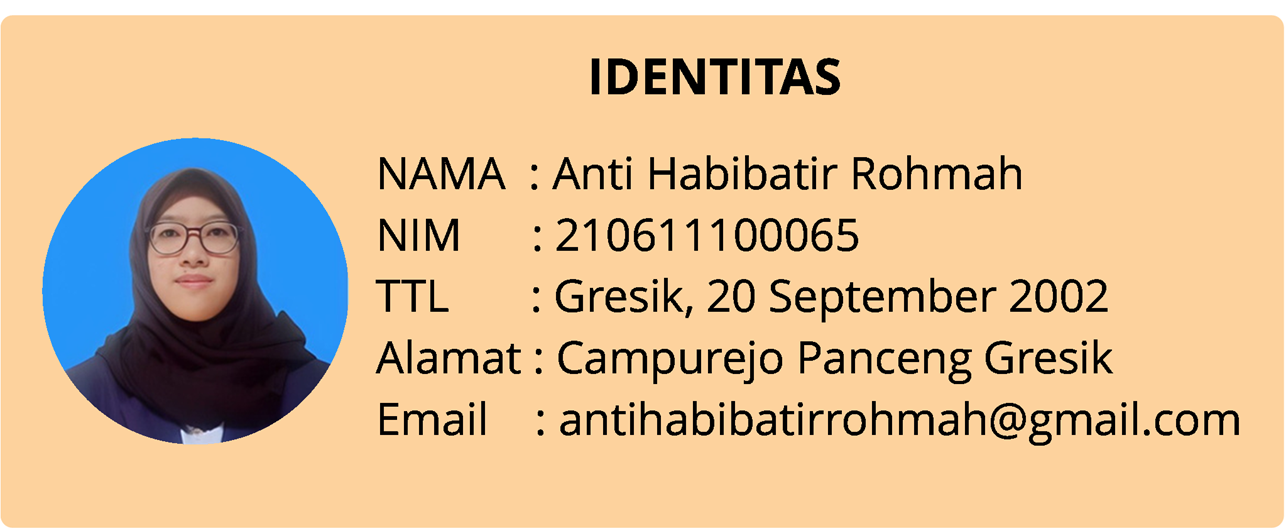 IDENTITAS
NAMA : Anti Habibatir Rohmah
NIM : 210611100065
TTL : Gresik, 20 September 2002
Alamat : Campurejo Panceng Gresik
Email : antihabibatirrohmah@gmail.com